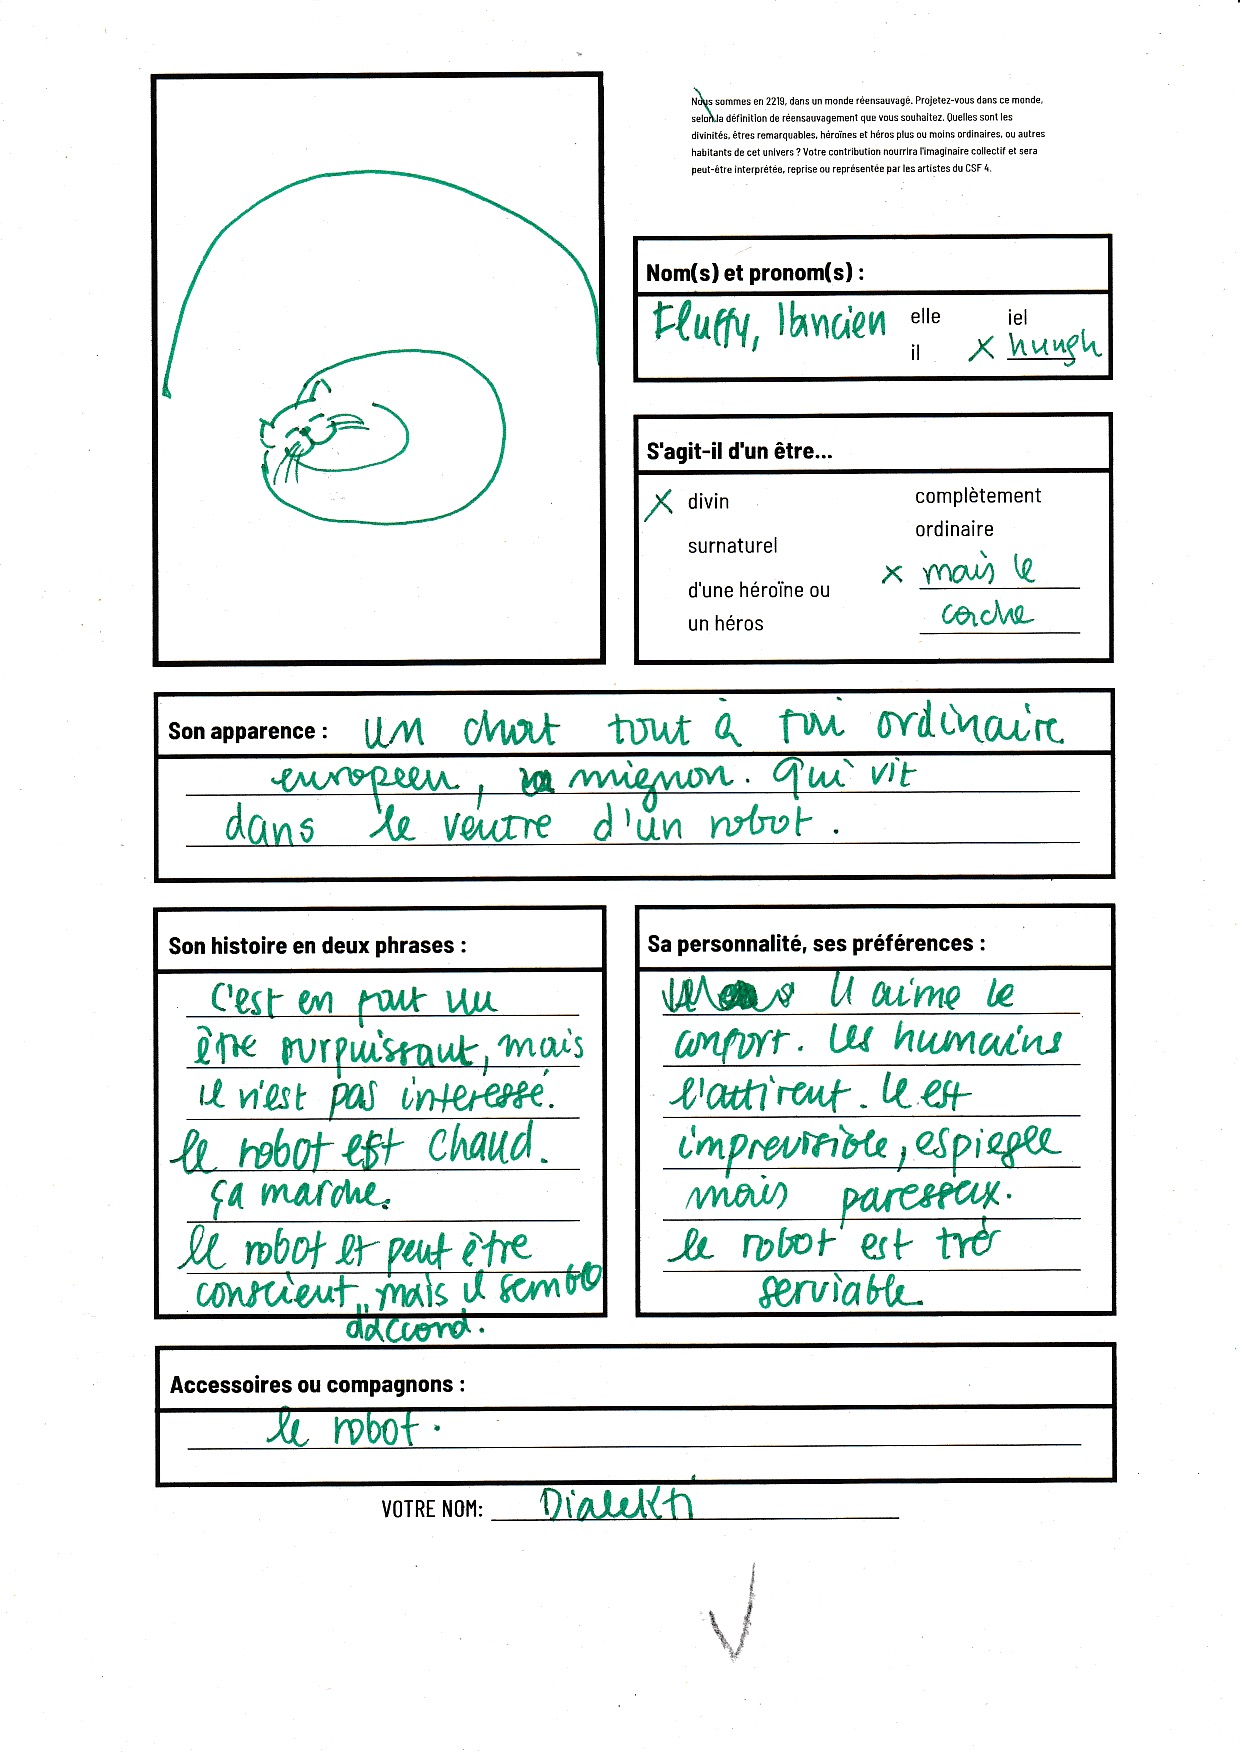 Nous sommes en 2219, dans un monde réensauvagé. Projetez-vous dans ce monde,
selon la définition de réensauvagement que vous souhaitez. Quelles sont les
divinités, êtres remarquables, héroïnes et héros plus ou moins ordinaires, ou autres
habitants de cet univers ? Votre contribution nourrira l'imaginaire collectif et sera
peut-être interprétée, reprise ou représentée par les artistes du CSF 4.
Nom(s) et pronom(s) :
Fluffy, l'ancien
elle iel
il x hungh
S'agit-il d'un être...
x divin
complètement
ordinaire
surnaturel
d'une héroïne ou
un héros
x mais le
cache
Son apparence : un chat tout à fai ordinaire
europeen, mignon. Qui vit
dans le ventre d'un robot.
Son histoire en deux phrases :
C'est en fait un
être surpuissant, mais
il n'est pas interessé.
le robot est chaud.
ça marche.
le robot et peut être
conscient, mais il semble
daccord.
Sa personnalité, ses préférences :
Il aime le
confort. les humains
l'attirent. Il est
imprevisible, espiegle
mais paresseux.
le robot est très
serviable.
Accessoires ou compagnons :
le robot.
VOTRE NOM: Dialekti